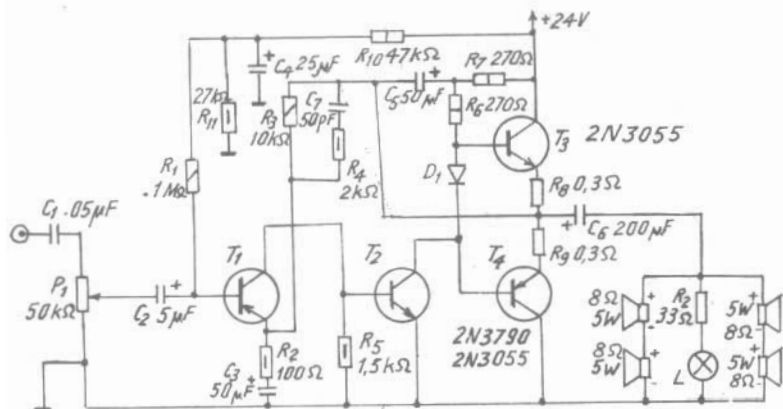 +24V
R10 47kΩ
R7 270Ω
C4 25µF
27kΩ
R11
C7
50pF
C5 50µF
R6 270Ω
R3
10kΩ
T3
2N3055
R1
.1MΩ
R4
2kΩ
D1
R8 0,3Ω
C1 .05µF
C6 200µF
T1
T2
T4
R9 0,3Ω
P1
50kΩ
C2 5µF
8Ω
5W
R2
33Ω
5W
8Ω
2N3790
2N3055
R2
100Ω
R5
1,5kΩ
8Ω
5W
L
5W
8Ω
C3
50µF